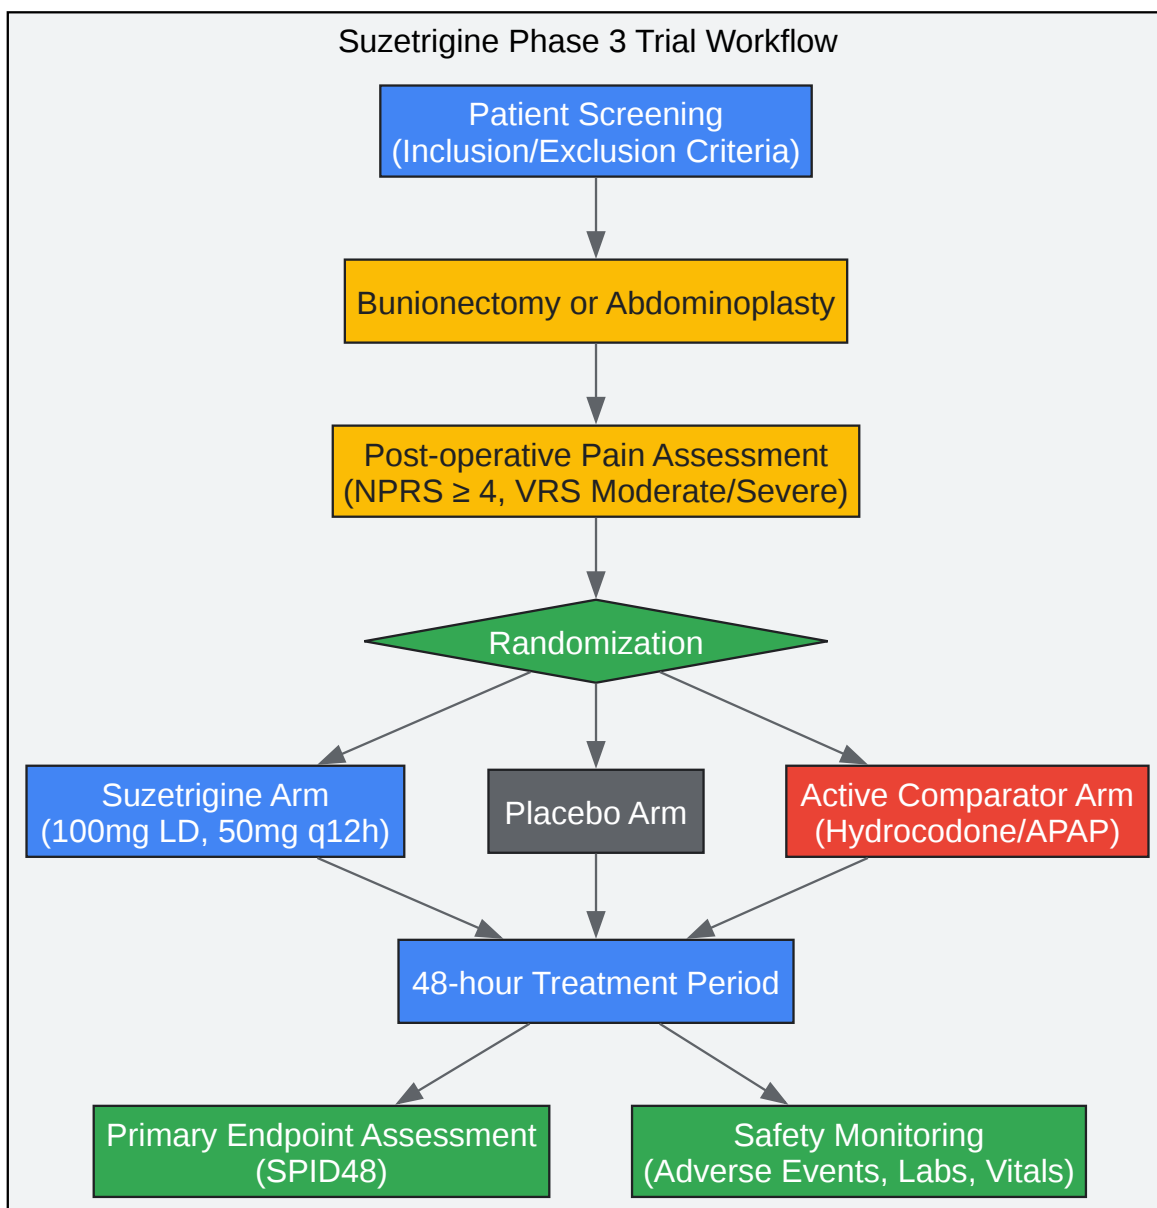 Suzetrigine Phase 3 Trial Workflow
Patient Screening
(Inclusion/Exclusion Criteria)
Bunionectomy or Abdominoplasty
Post-operative Pain Assessment
(NPRS ≥ 4, VRS Moderate/Severe)
Randomization
Suzetrigine Arm
(100mg LD, 50mg q12h)
Placebo Arm
Active Comparator Arm
(Hydrocodone/APAP)
48-hour Treatment Period
Primary Endpoint Assessment
(SPID48)
Safety Monitoring
(Adverse Events, Labs, Vitals)